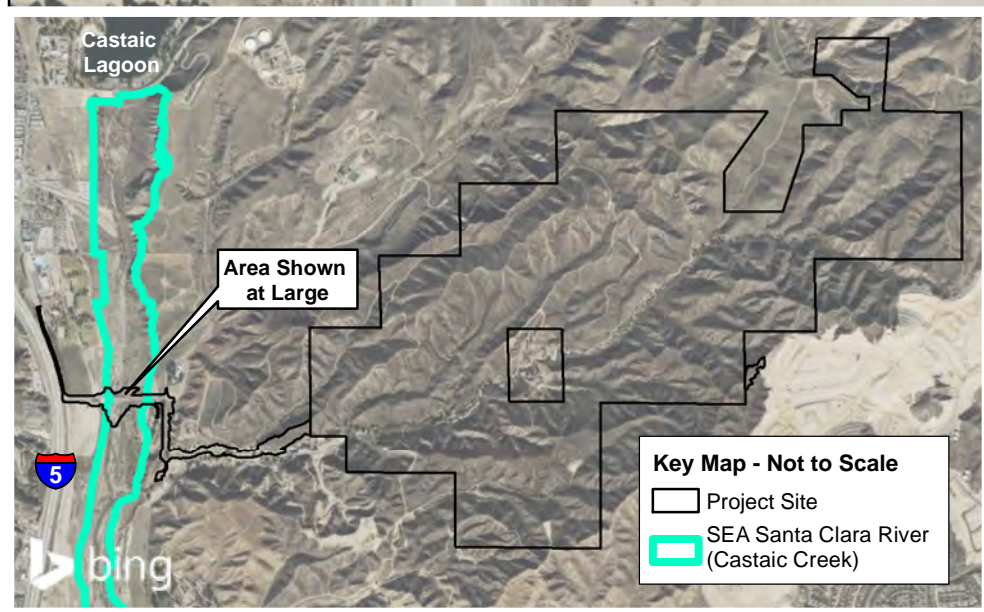 Castaic
Lagoon
Area Shown
at Large
5
bing
Key Map - Not to Scale
Project Site
SEA Santa Clara River
(Castaic Creek)